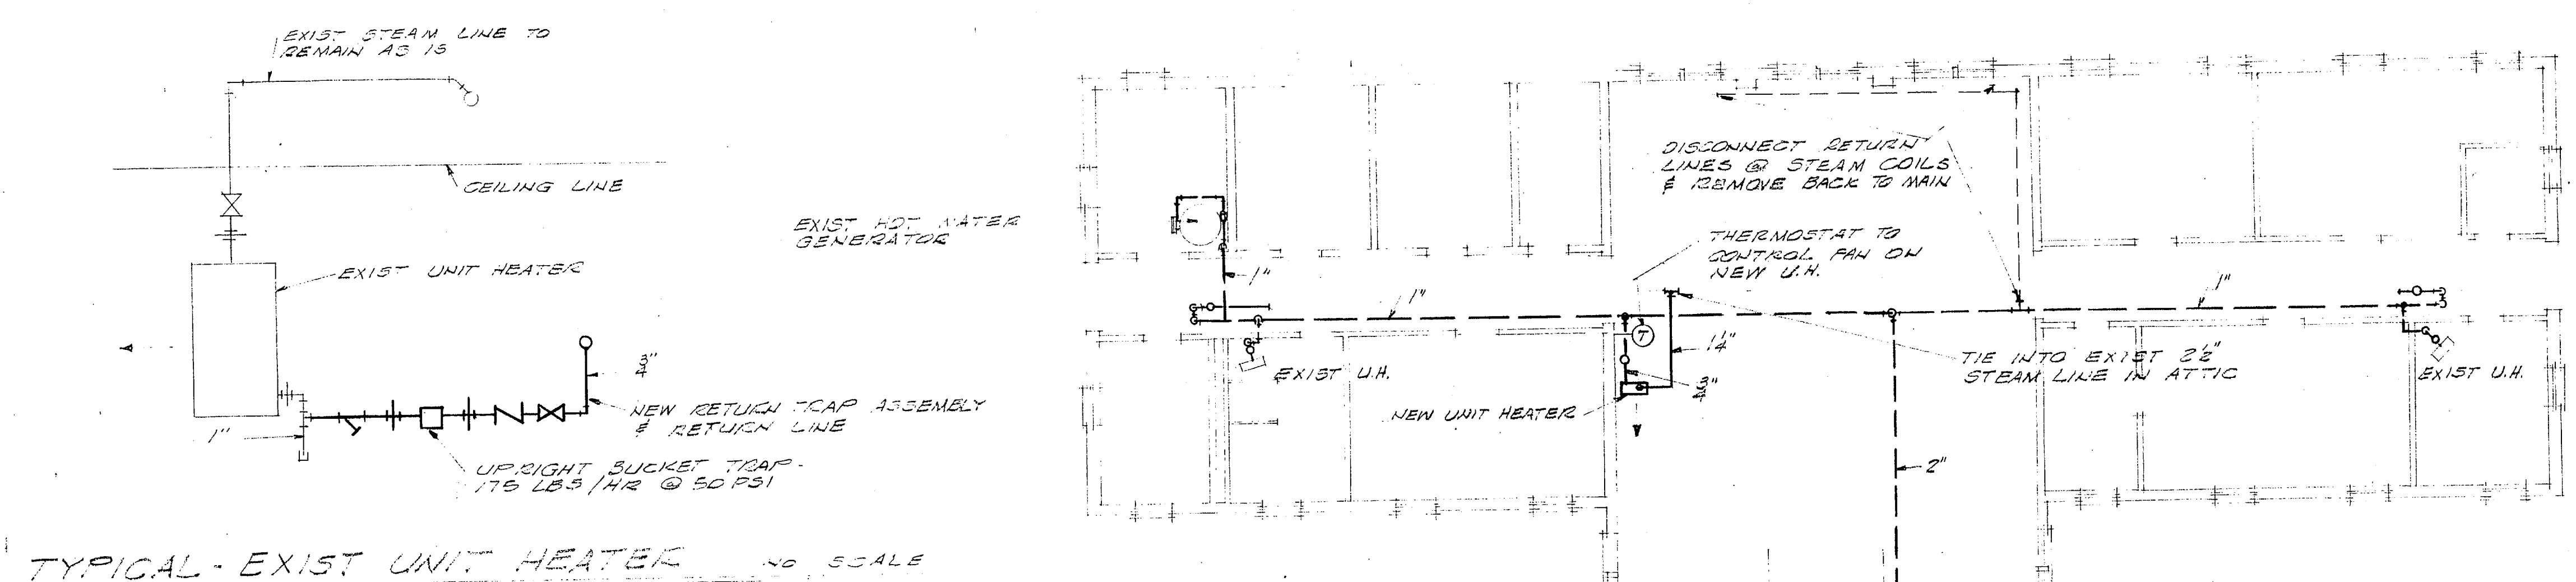 EXIST STEAM LINE TO
REMAIN AS IS
CEILING LINE
EXIST UNIT HEATER
3/4"
NEW RETURN TRAP ASSEMBLY
& RETURN LINE
1"
UPRIGHT BUCKET TRAP -
175 LBS/HR @ 50 PSI
TYPICAL - EXIST UNIT HEATER NO SCALE
EXIST HOT WATER
GENERATOR
1"
DISCONNECT RETURN
LINES @ STEAM COILS
& REMOVE BACK TO MAIN
THERMOSTAT TO
CONTROL FAN ON
NEW U.H.
1"
1"
T
1 1/4"
3/4"
EXIST U.H.
NEW UNIT HEATER
TIE INTO EXIST 2 1/2"
STEAM LINE IN ATTIC
EXIST U.H.
2"